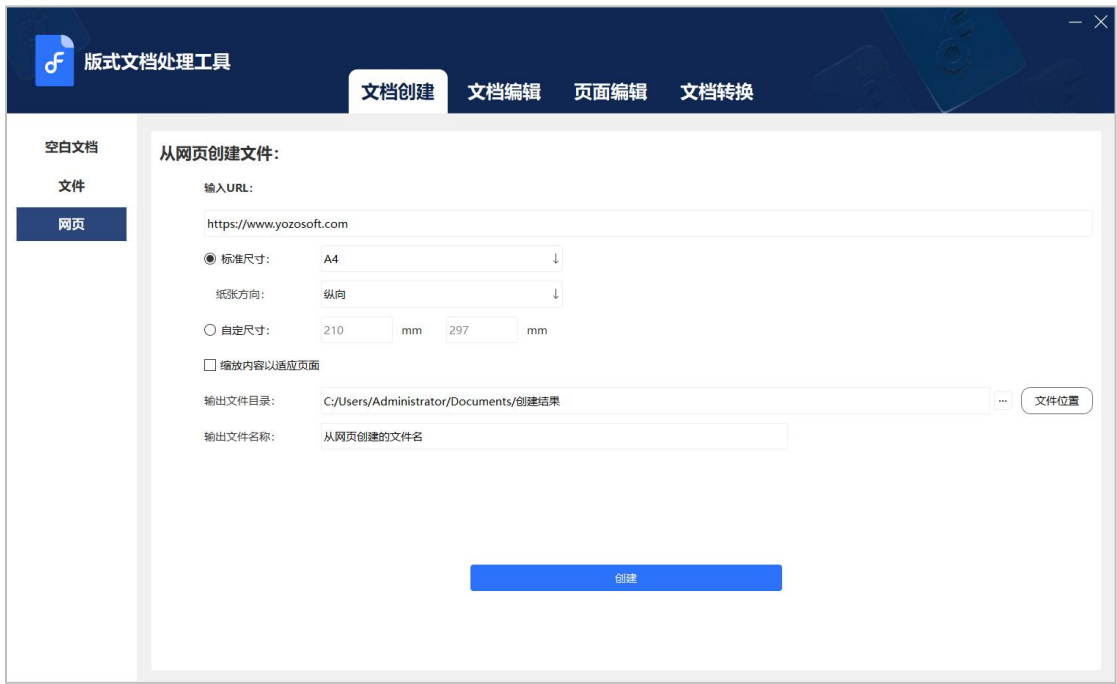 版式文档处理工具
文档创建 文档编辑 页面编辑 文档转换
空白文档
文件
网页
从网页创建文件：
输入URL:
https://www.yozosoft.com
标准尺寸: A4 ↓
纸张方向: 纵向 ↓
自定尺寸: 210 mm 297 mm
缩放内容以适应页面
输出文件目录: C:/Users/Administrator/Documents/创建结果 ... 文件位置
输出文件名称: 从网页创建的文件名
创建